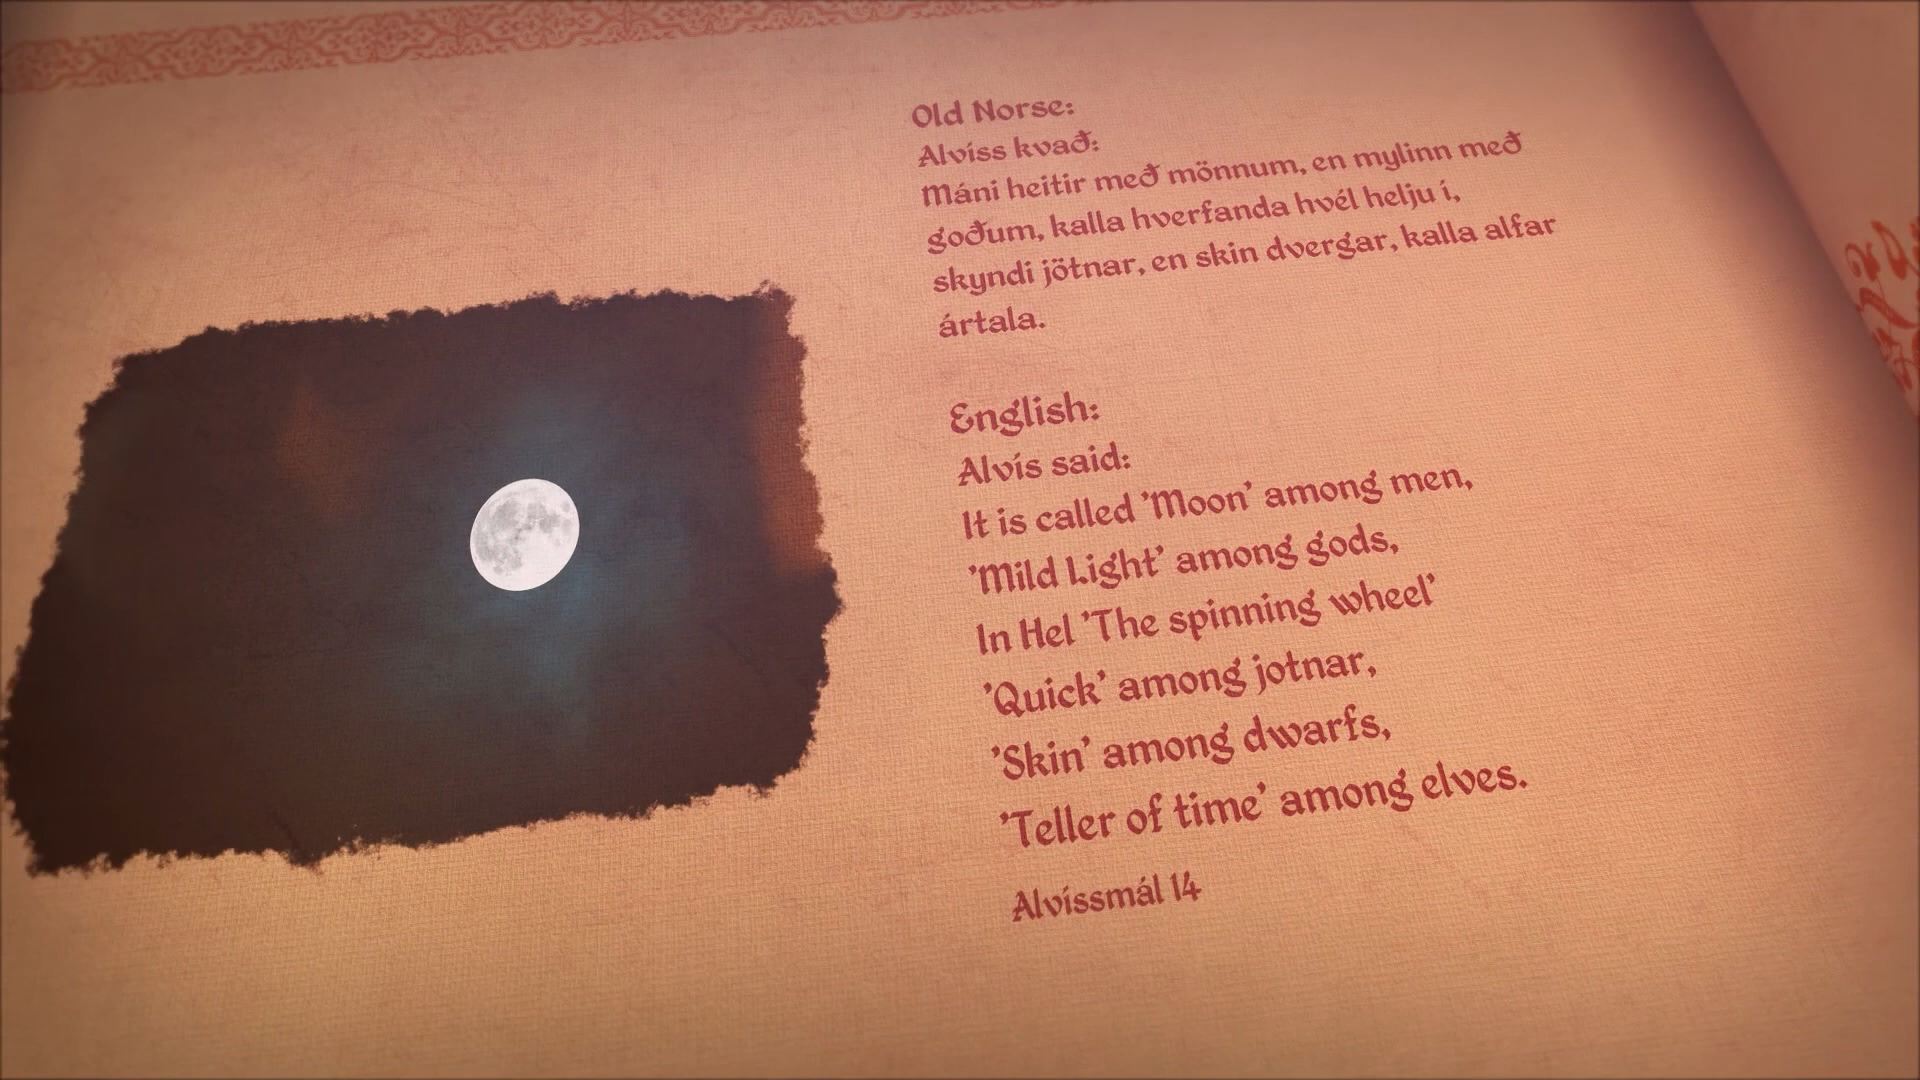 Old Norse:
Alvíss kvað:
Máni heitir með mönnum, en mylinn með
goðum, kalla hverfanda hvél helju í,
skyndi jötnar, en skin dvergar, kalla alfar
ártala.
English:
Alvís said:
It is called 'Moon' among men,
'Mild Light' among gods,
In Hel 'The spinning wheel'
'Quick' among jotnar,
'Skin' among dwarfs,
'Teller of time' among elves.
Alvíssmál 14